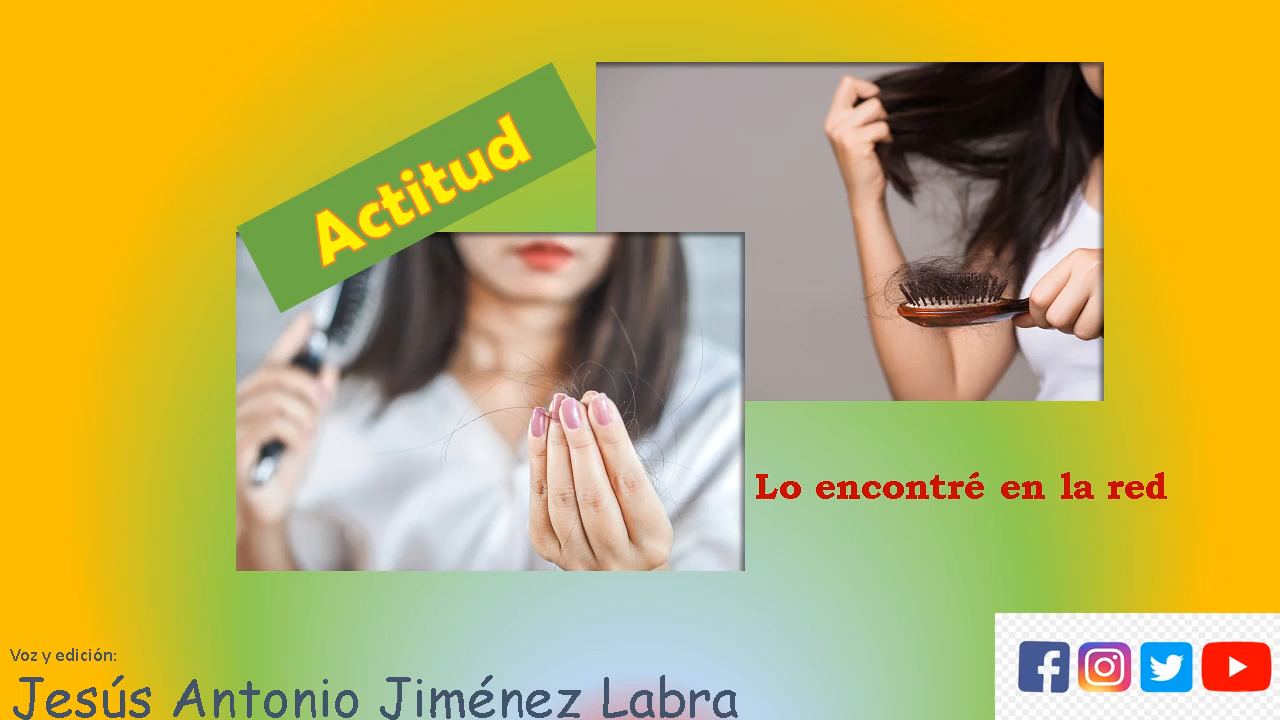 Actitud
Lo encontré en la red
Voz y edición:
Jesús Antonio Jiménez Labra